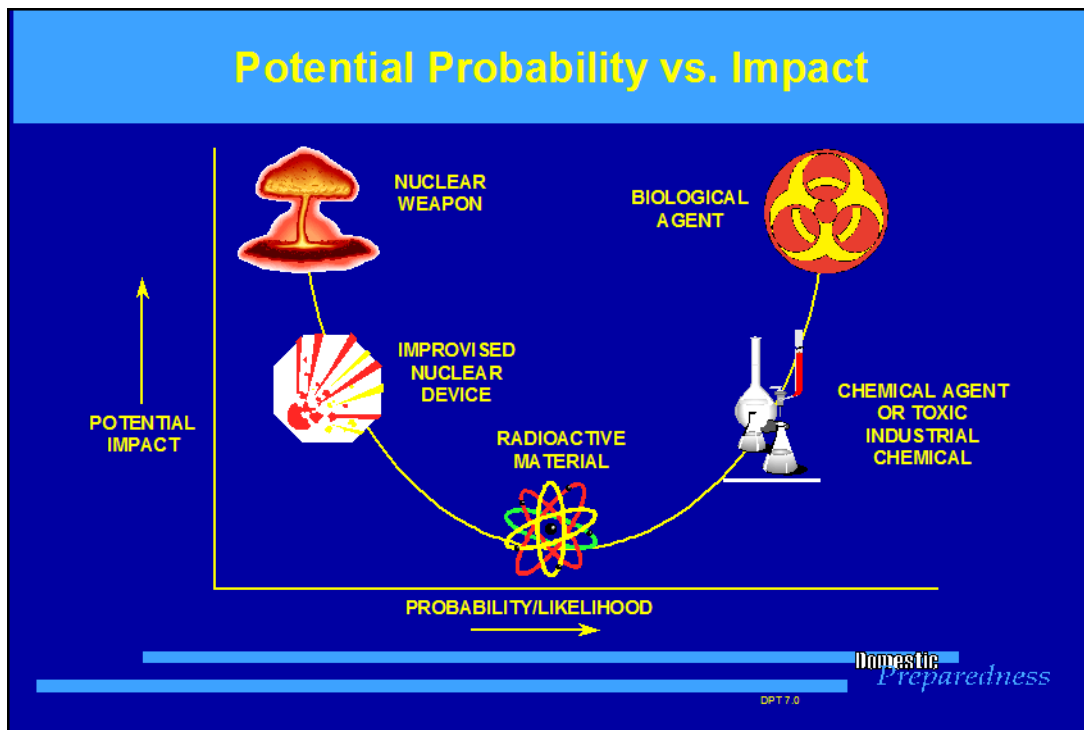 Potential Probability vs. Impact
NUCLEAR
WEAPON
BIOLOGICAL
AGENT
IMPROVISED
NUCLEAR
DEVICE
CHEMICAL AGENT
OR TOXIC
INDUSTRIAL
CHEMICAL
POTENTIAL
IMPACT
RADIOACTIVE
MATERIAL
PROBABILITY/LIKELIHOOD
Domestic
Preparedness
DPT 7.0